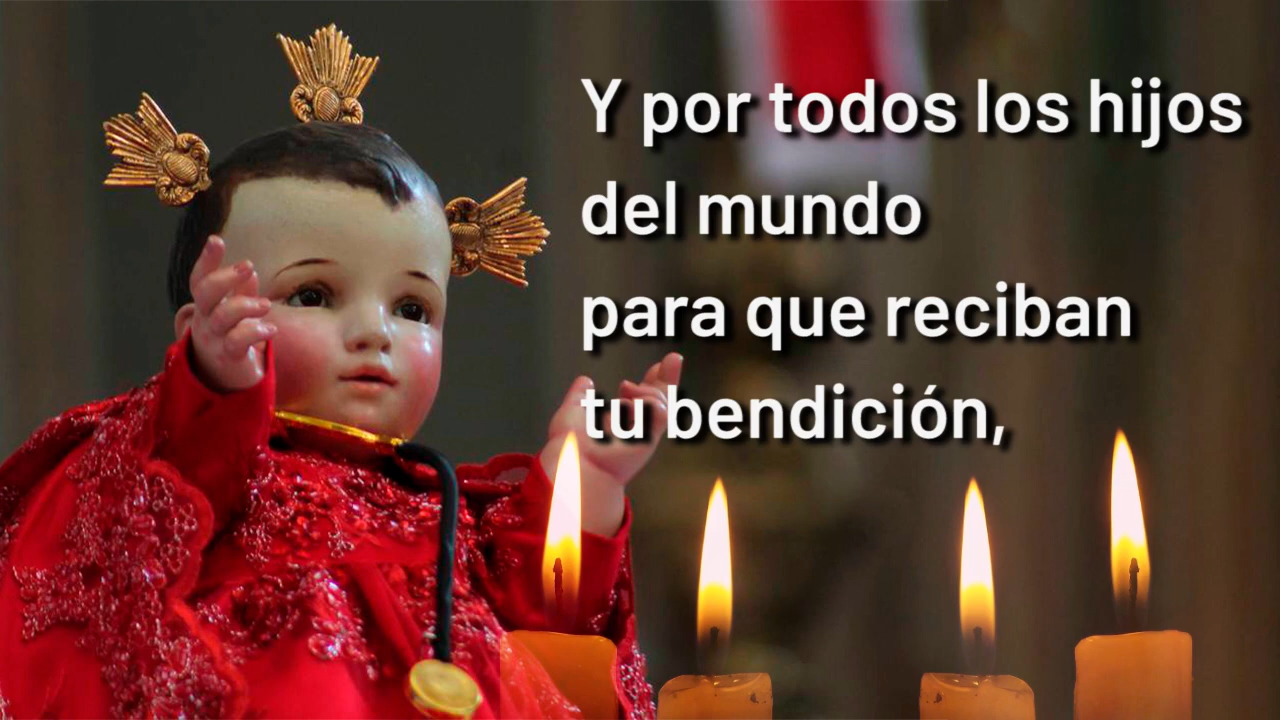 Y por todos los hijos
del mundo
para que reciban
tu bendición,